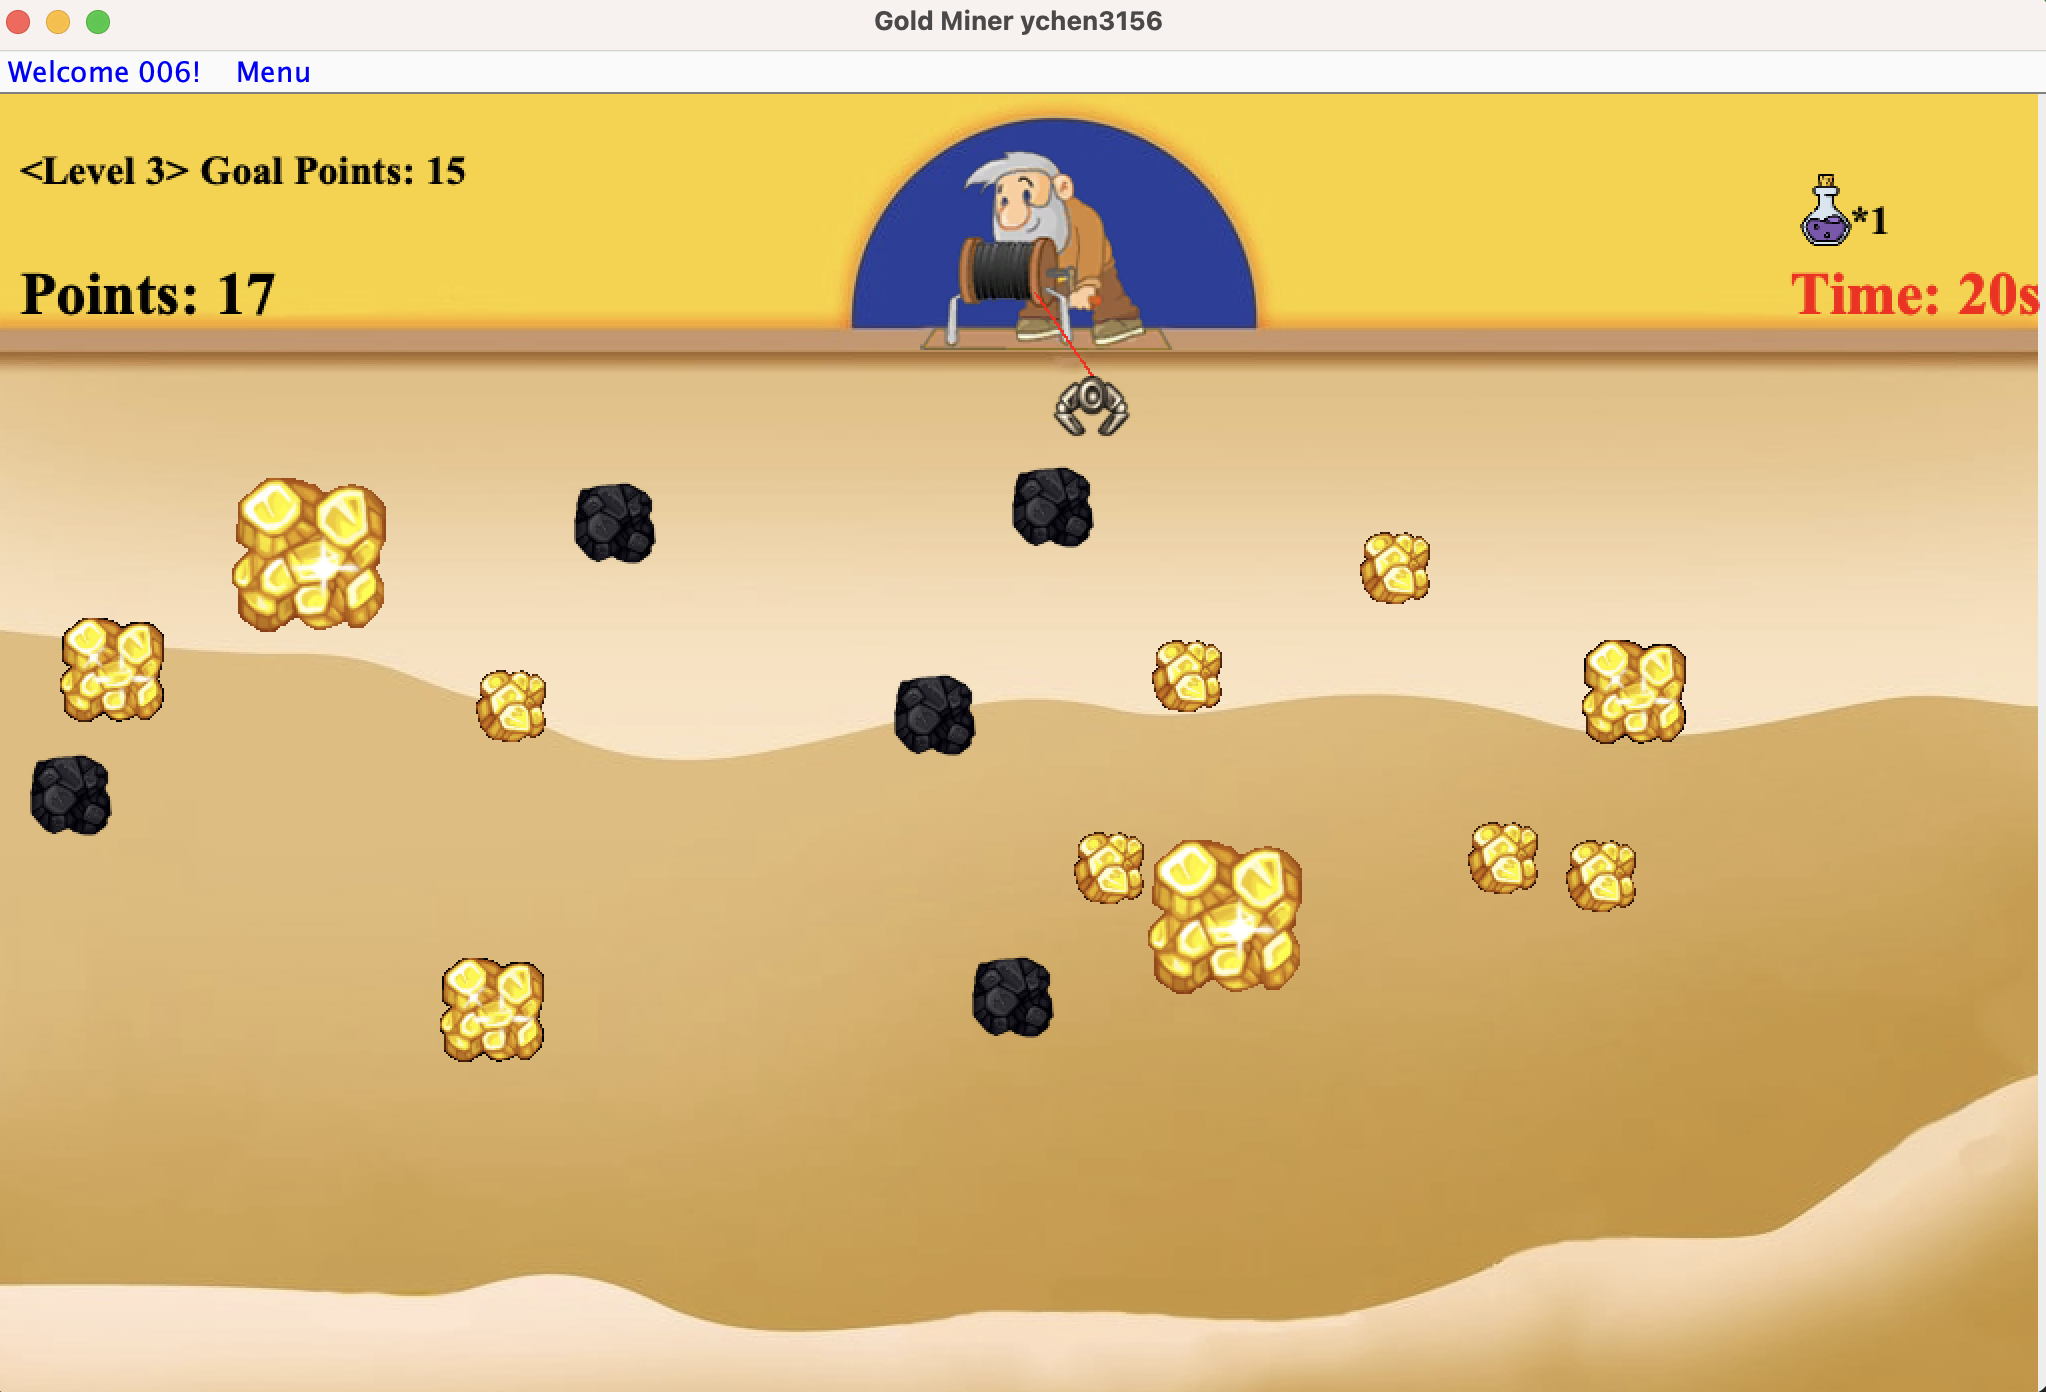 Gold Miner ychen3156
Welcome 006! Menu
<Level 3> Goal Points: 15
*1
Points: 17
Time: 20s